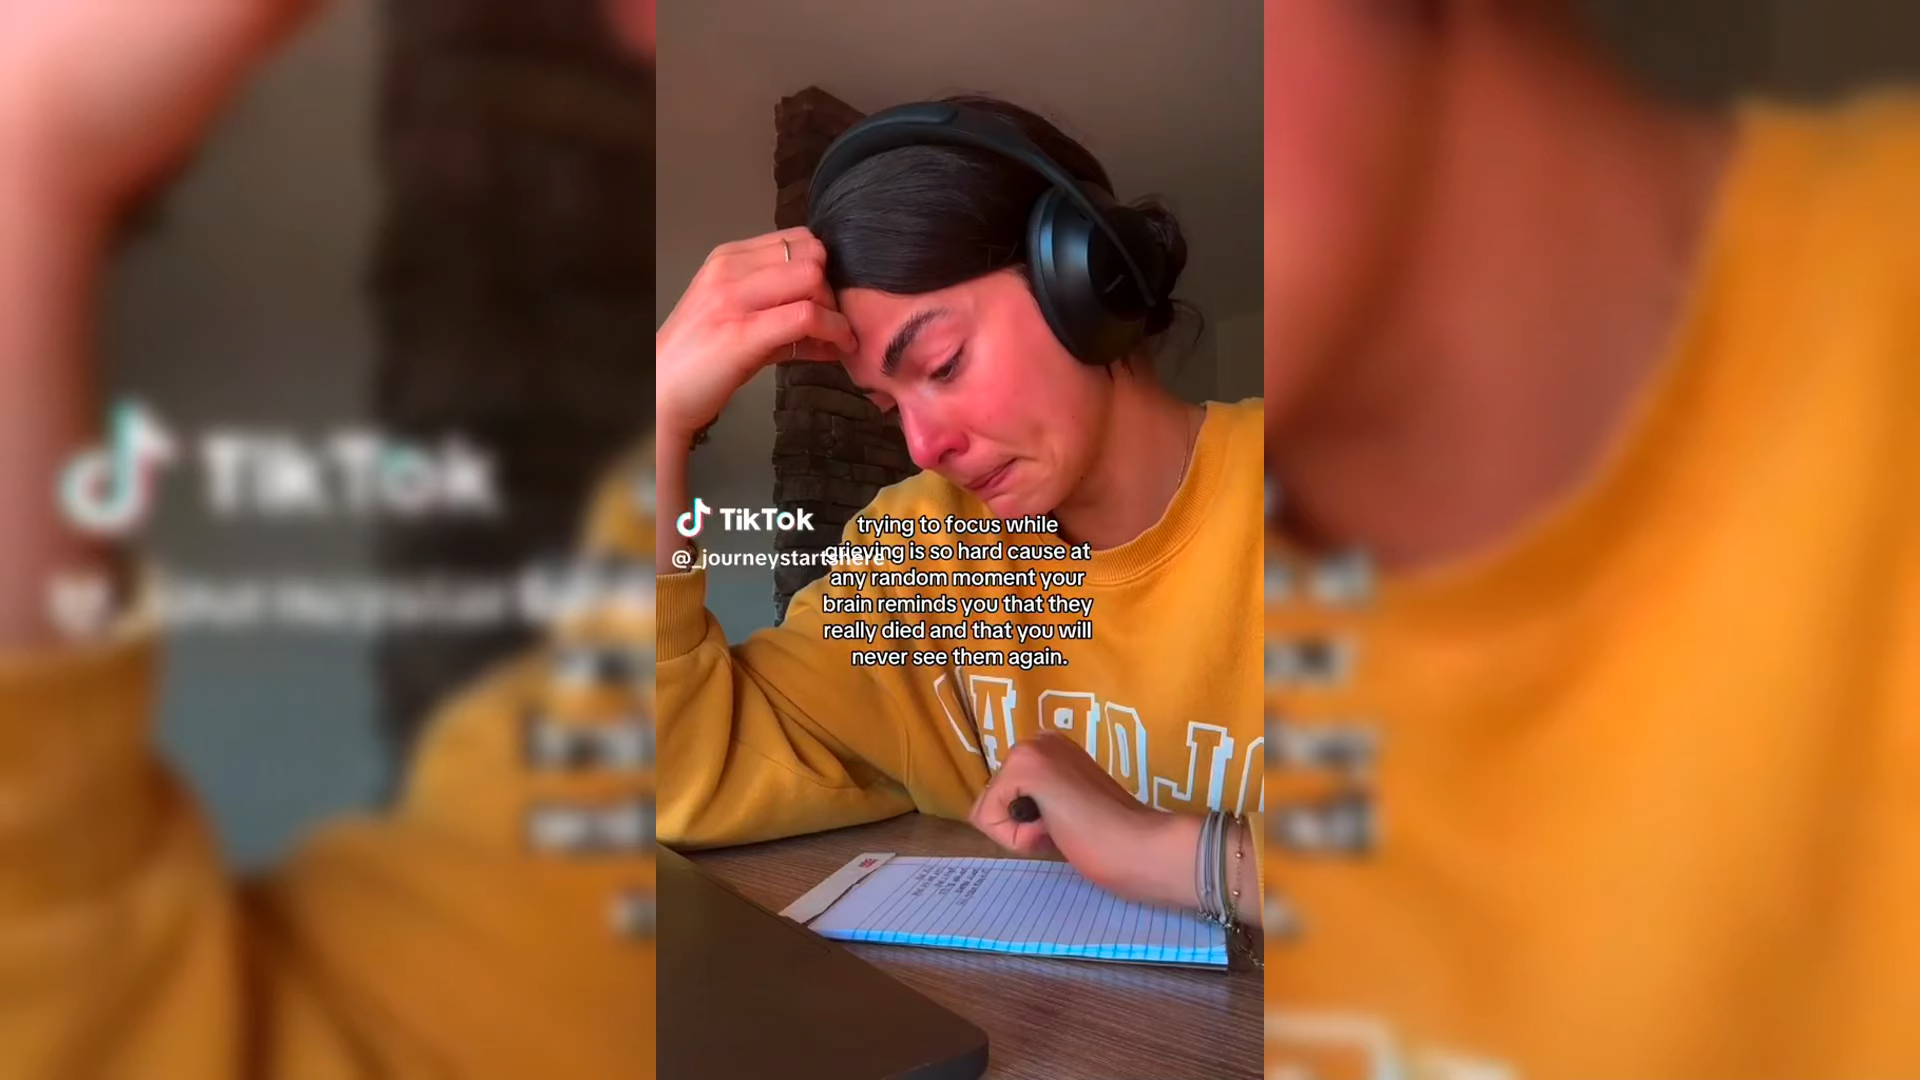 TikTok
@_journeystartshere
trying to focus while
grieving is so hard cause at
any random moment your
brain reminds you that they
really died and that you will
never see them again.